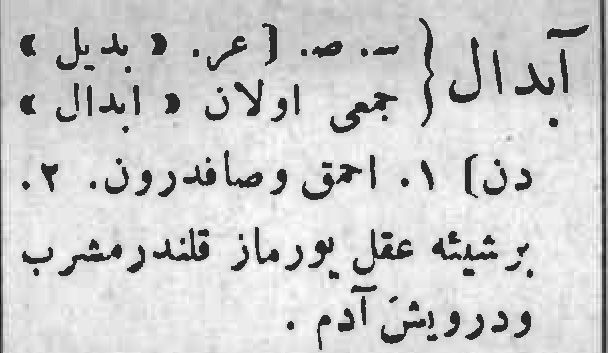 آبدال { س. ص. [ عر. « بدیل »
جمعی اولان « ابدال »
دن ] ۱. احمق وصافدرون. ۲.
برشیئه عقل یورماز قلندرمشرب
ودرویش آدم .